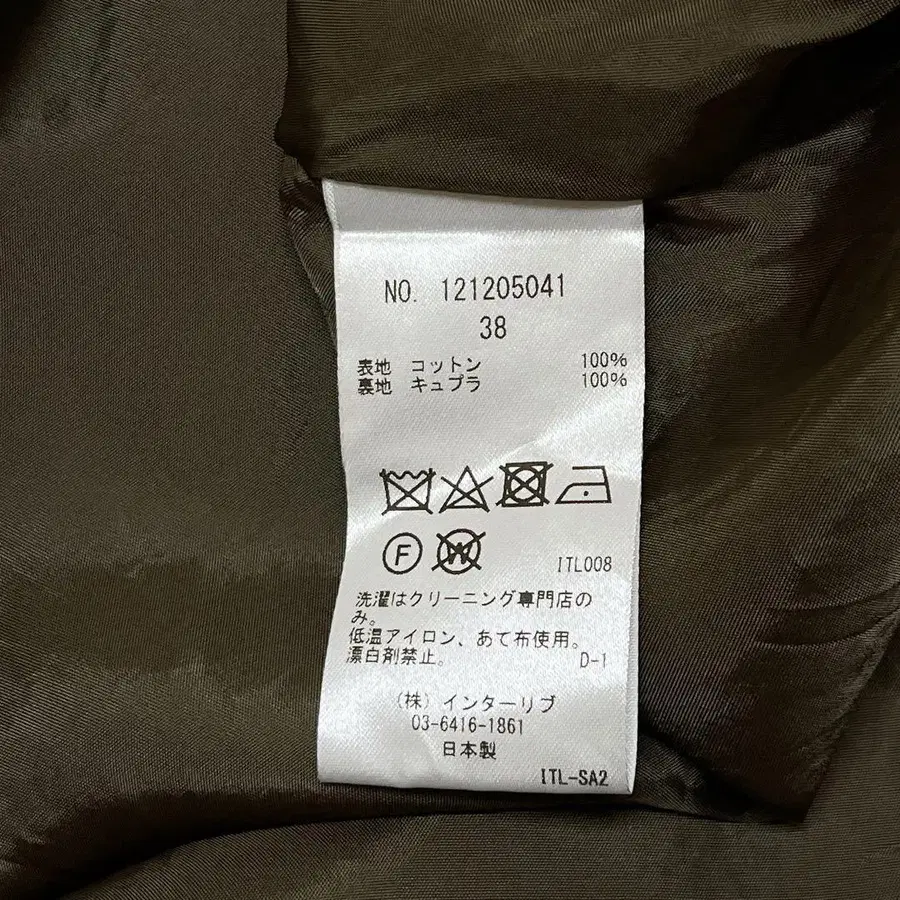 NO. 121205041
38
表地 コットン 100%
裏地 キュプラ 100%
F W
ITL008
洗濯はクリーニング専門店の
み。
低温アイロン、あて布使用。
漂白剤禁止。 D-1
(株) インターリブ
03-6416-1861
日本製
ITL-SA2